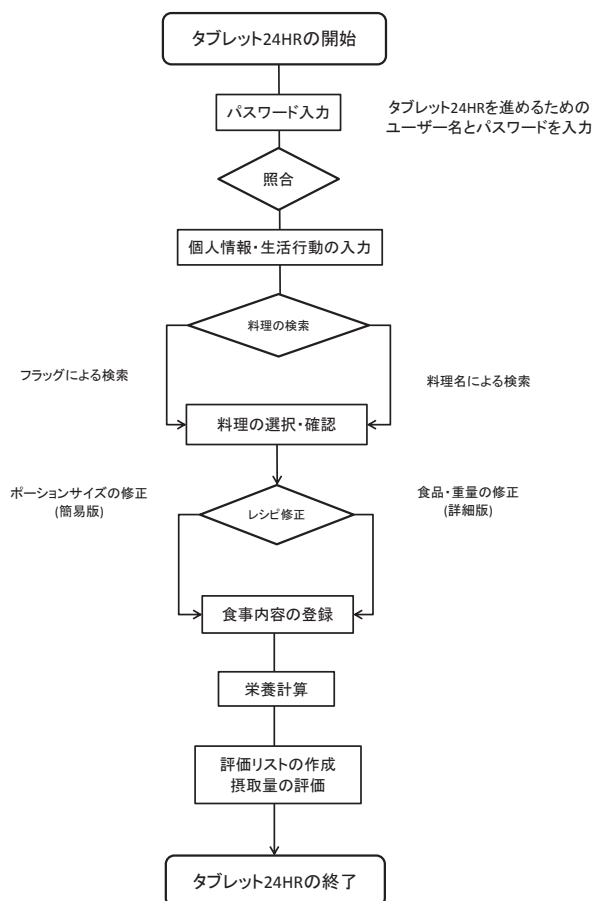 タブレット24HRの開始
パスワード入力
タブレット24HRを進めるための
ユーザー名とパスワードを入力
照合
個人情報・生活行動の入力
料理の検索
フラッグによる検索
料理名による検索
料理の選択・確認
ポーションサイズの修正
(簡易版)
食品・重量の修正
(詳細版)
レシピ修正
食事内容の登録
栄養計算
評価リストの作成
摂取量の評価
タブレット24HRの終了